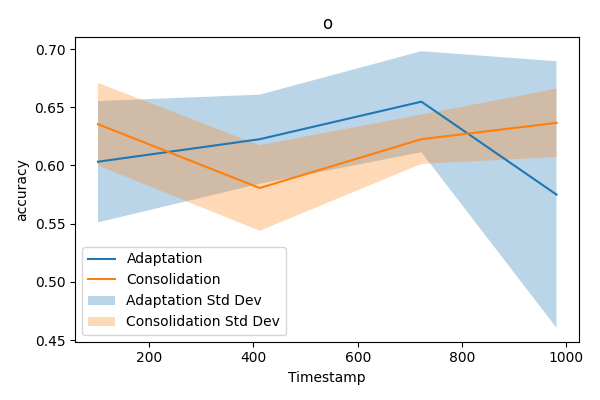 o
0.70
0.65
0.60
0.55
0.50
0.45
accuracy
Adaptation
Consolidation
Adaptation Std Dev
Consolidation Std Dev
200
400
600
800
1000
Timestamp